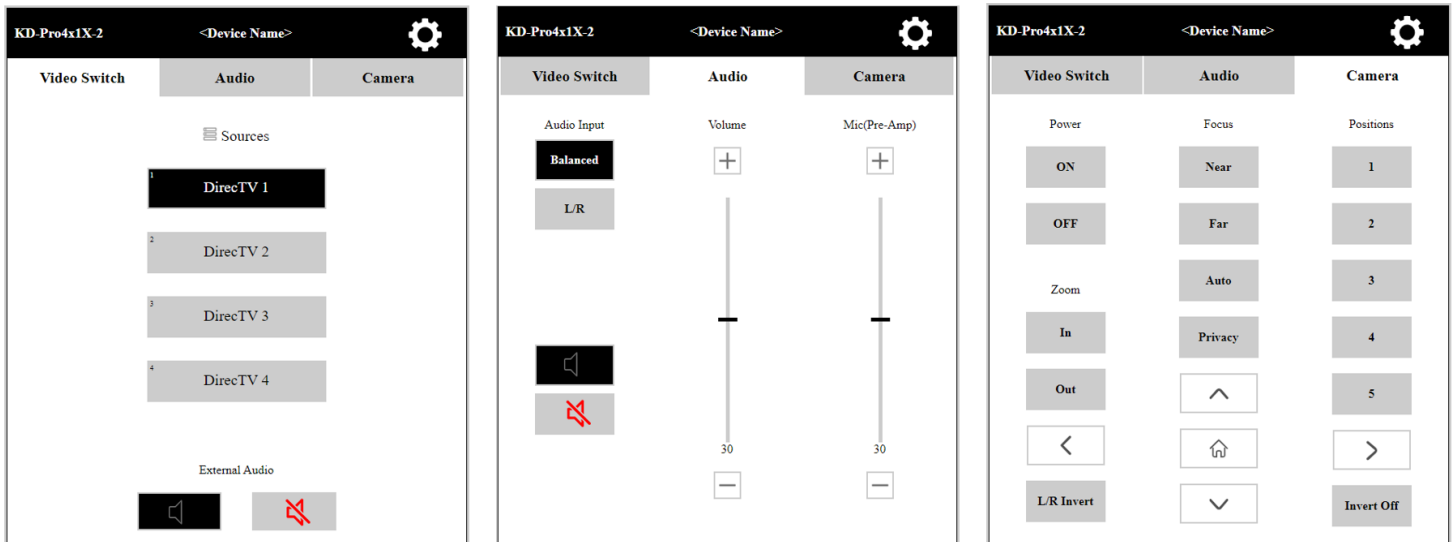 KD-Pro4x1X-2 <Device Name>
Video Switch Audio Camera
Sources
1 DirecTV 1
2 DirecTV 2
3 DirecTV 3
4 DirecTV 4
External Audio
KD-Pro4x1X-2 <Device Name>
Video Switch Audio Camera
Audio Input Volume Mic(Pre-Amp)
Balanced
L/R
30 30
KD-Pro4x1X-2 <Device Name>
Video Switch Audio Camera
Power Focus Positions
ON Near 1
OFF Far 2
Auto 3
Zoom
In Privacy 4
Out 5
L/R Invert Invert Off